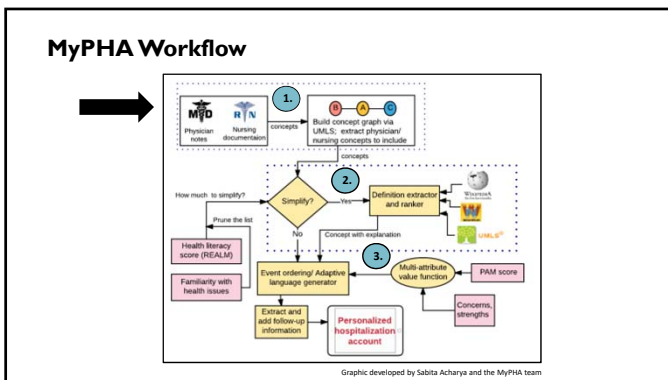 MyPHA Workflow
1.
MD
RN
Physician
notes
Nursing
documentaion
concepts
B
A
C
Build concept graph via
UMLS; extract physician/
nursing concepts to include
concepts
2.
How much to simplify?
Simplify?
Yes
Definition extractor
and ranker
WIKIPEDIA
UMLS
Prune the list
No
Concept with explanation
Health literacy
score (REALM)
Familiarity with
health issues
3.
Event ordering/ Adaptive
language generator
Multi-attribute
value function
PAM score
Concerns,
strengths
Extract and
add follow-up
information
Personalized
hospitalization
account
Graphic developed by Sabita Acharya and the MyPHA team